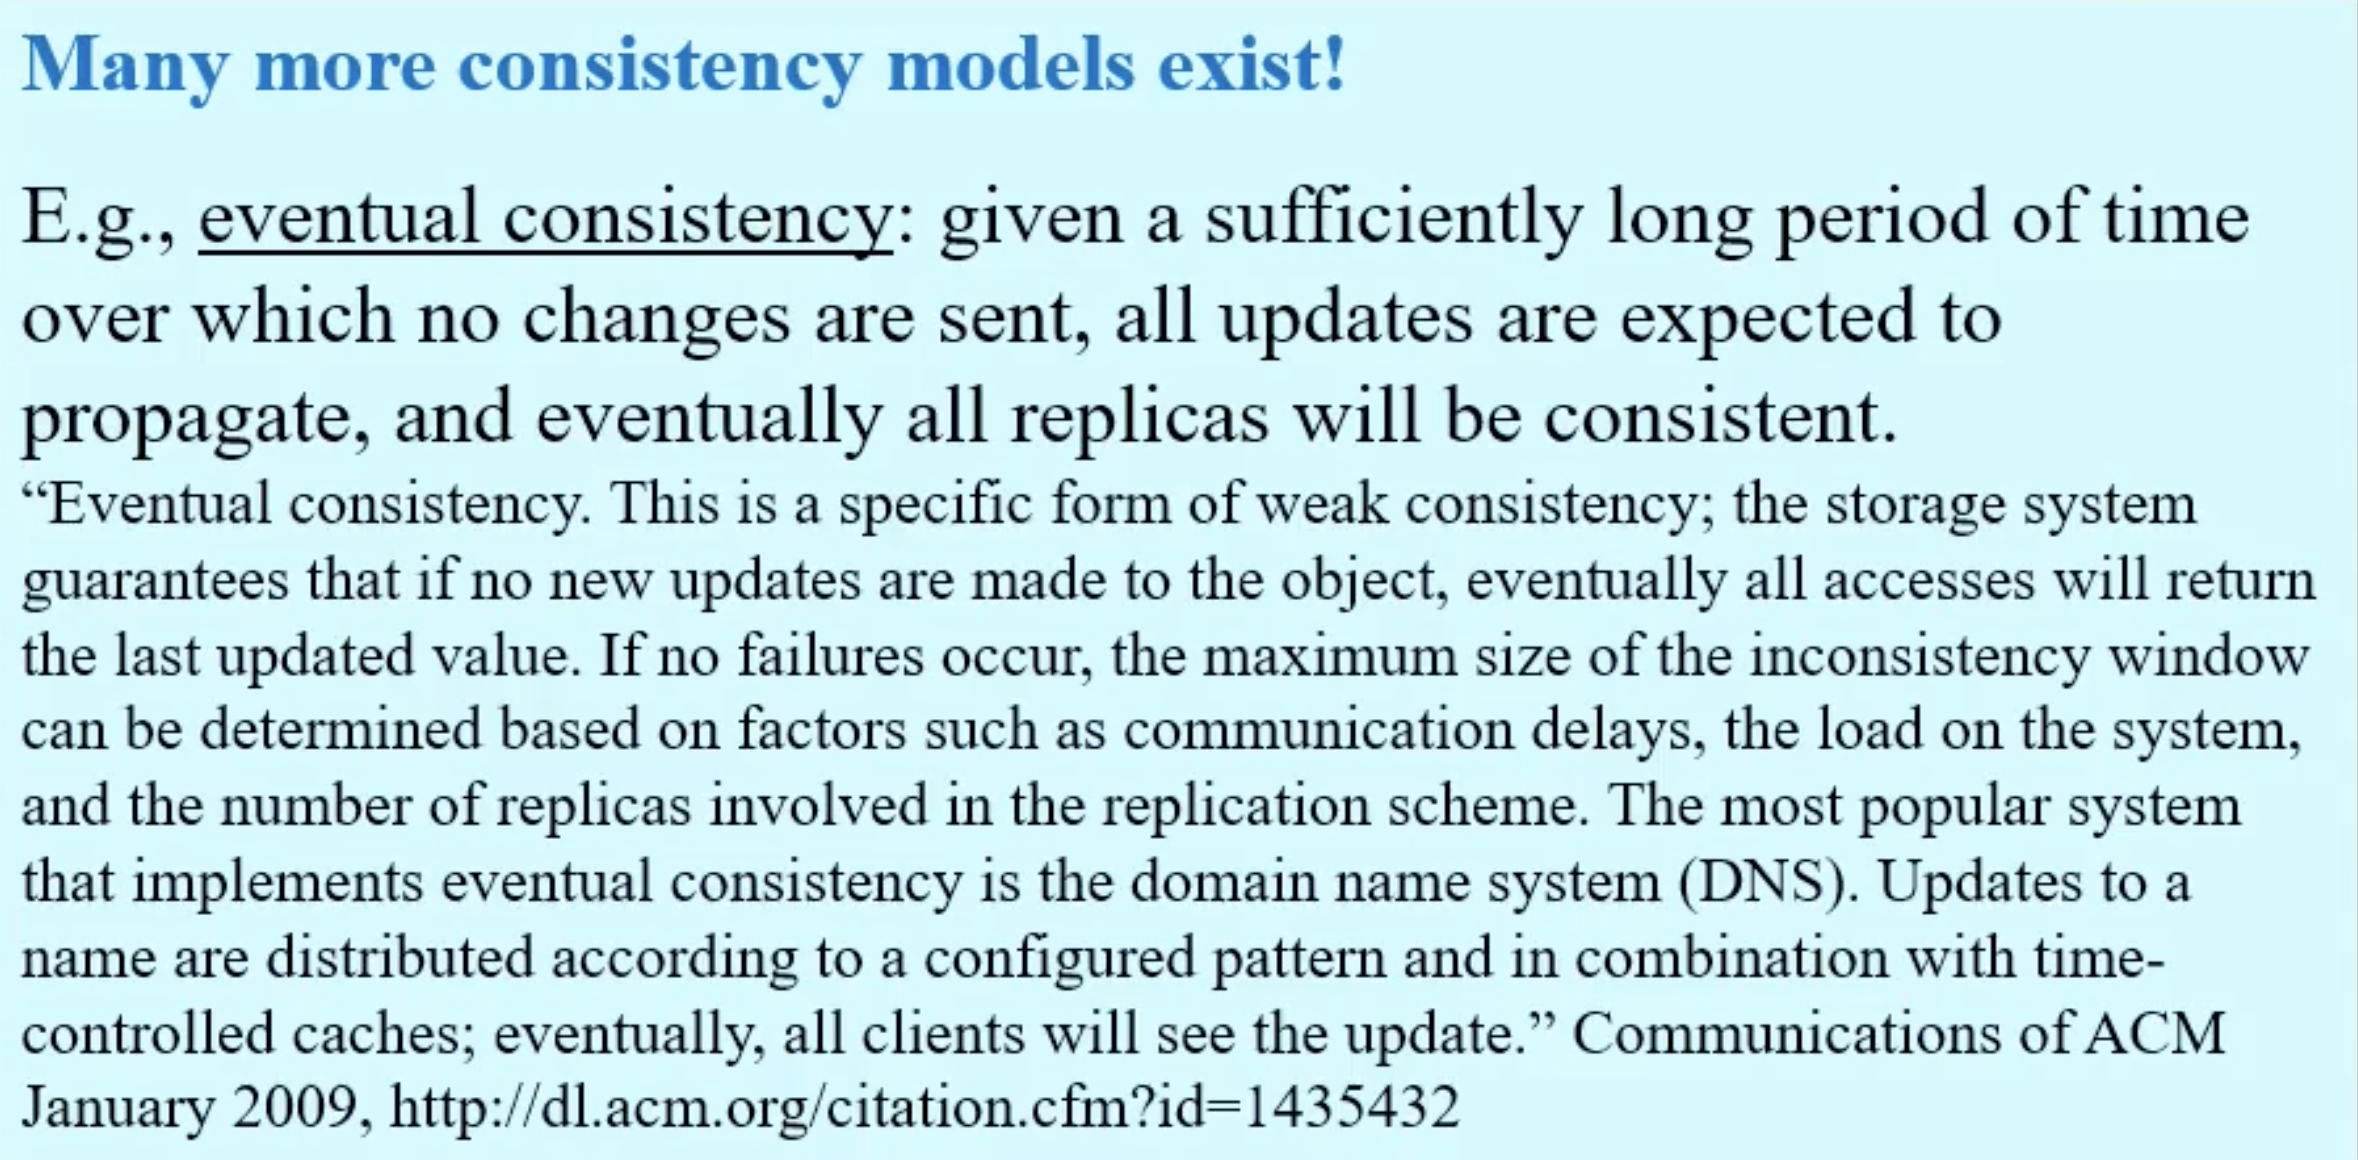 Many more consistency models exist!
E.g., eventual consistency: given a sufficiently long period of time
over which no changes are sent, all updates are expected to
propagate, and eventually all replicas will be consistent.
“Eventual consistency. This is a specific form of weak consistency; the storage system
guarantees that if no new updates are made to the object, eventually all accesses will return
the last updated value. If no failures occur, the maximum size of the inconsistency window
can be determined based on factors such as communication delays, the load on the system,
and the number of replicas involved in the replication scheme. The most popular system
that implements eventual consistency is the domain name system (DNS). Updates to a
name are distributed according to a configured pattern and in combination with time-
controlled caches; eventually, all clients will see the update.” Communications of ACM
January 2009, http://dl.acm.org/citation.cfm?id=1435432